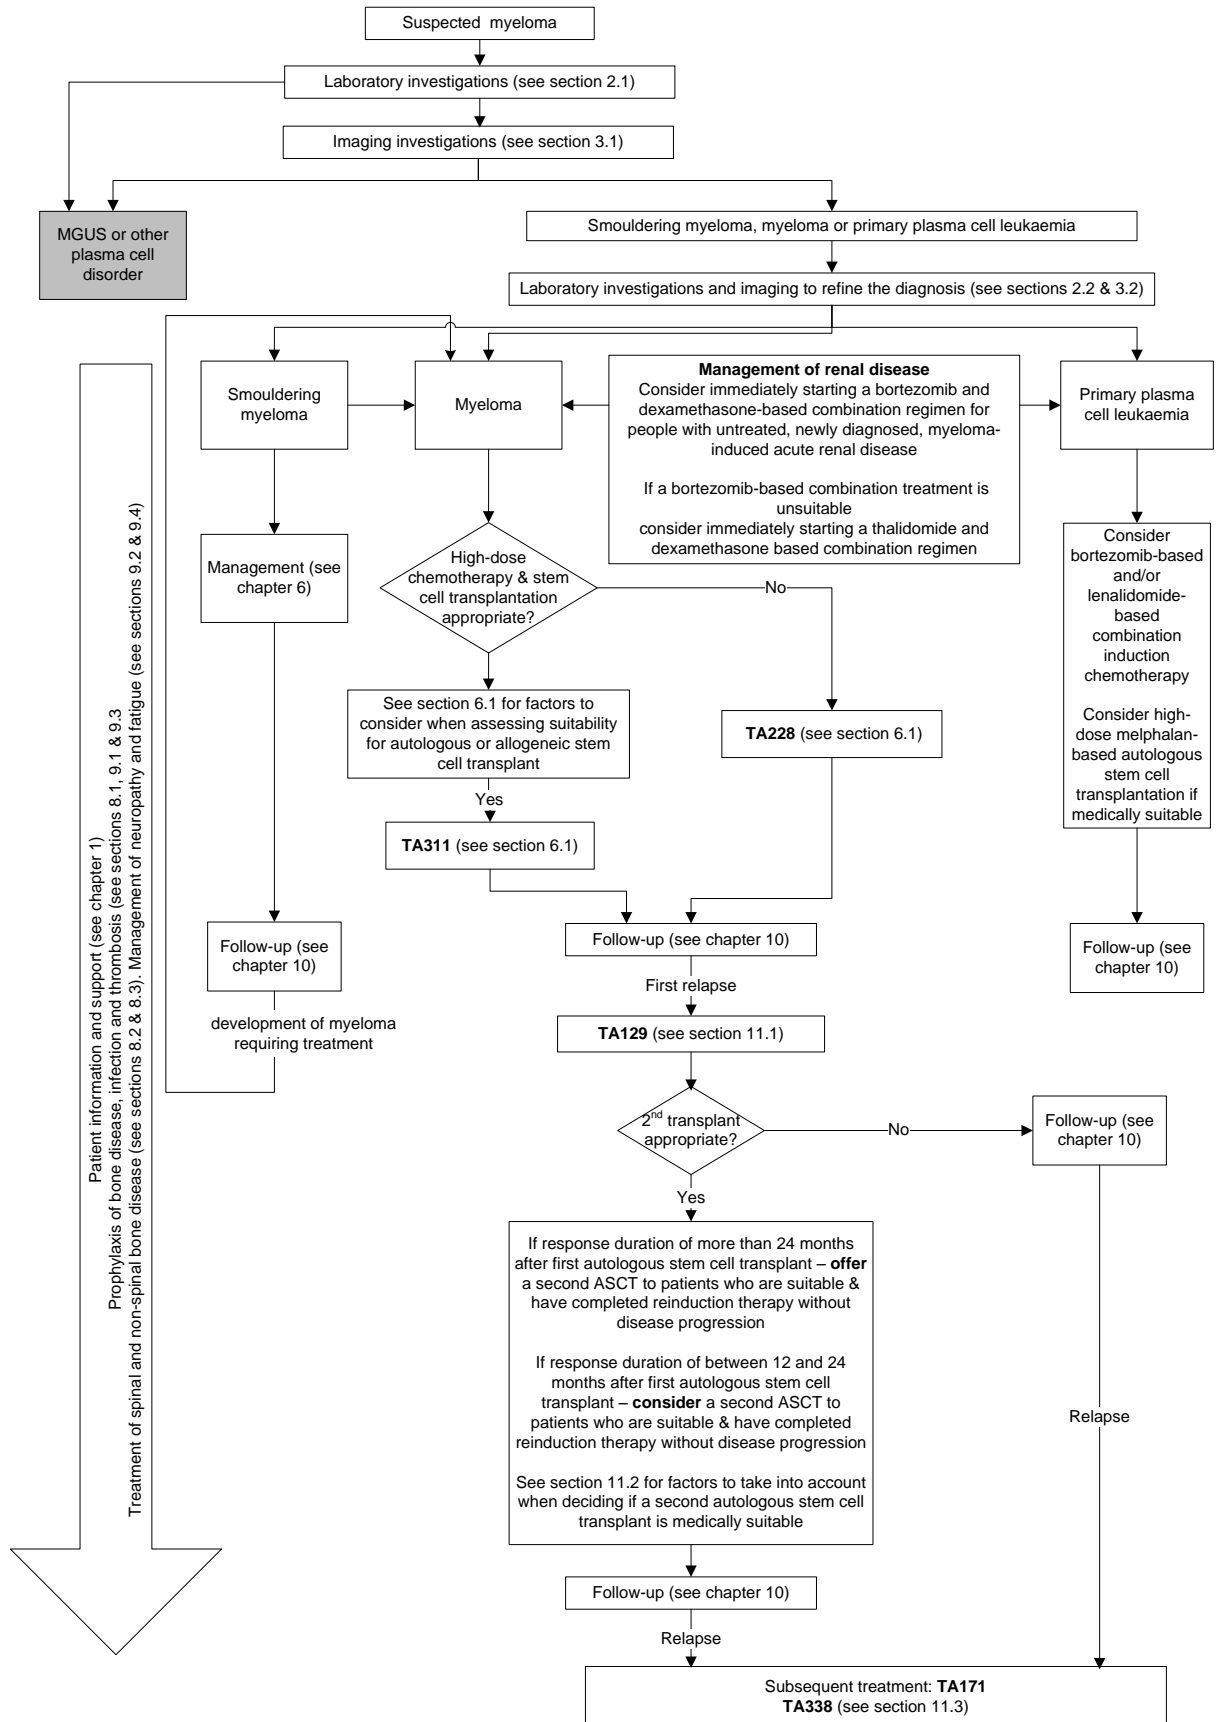 Suspected myeloma
Laboratory investigations (see section 2.1)
Imaging investigations (see section 3.1)
MGUS or other
plasma cell
disorder
Smouldering myeloma, myeloma or primary plasma cell leukaemia
Laboratory investigations and imaging to refine the diagnosis (see sections 2.2 & 3.2)
Smouldering
myeloma
Myeloma
Management of renal disease
Consider immediately starting a bortezomib and
dexamethasone-based combination regimen for
people with untreated, newly diagnosed, myeloma-
induced acute renal disease
If a bortezomib-based combination treatment is
unsuitable
consider immediately starting a thalidomide and
dexamethasone based combination regimen
Primary plasma
cell leukaemia
Management (see
chapter 6)
High-dose
chemotherapy & stem
cell transplantation
appropriate?
No
Consider
bortezomib-based
and/or
lenalidomide-
based
combination
induction
chemotherapy
Consider high-
dose melphalan-
based autologous
stem cell
transplantation if
medically suitable
See section 6.1 for factors to
consider when assessing suitability
for autologous or allogeneic stem
cell transplant
TA228 (see section 6.1)
Yes
TA311 (see section 6.1)
Follow-up (see
chapter 10)
Follow-up (see chapter 10)
Follow-up (see
chapter 10)
development of myeloma
requiring treatment
First relapse
TA129 (see section 11.1)
2nd transplant
appropriate?
No
Follow-up (see
chapter 10)
Yes
If response duration of more than 24 months
after first autologous stem cell transplant – offer
a second ASCT to patients who are suitable &
have completed reinduction therapy without
disease progression
If response duration of between 12 and 24
months after first autologous stem cell
transplant – consider a second ASCT to
patients who are suitable & have completed
reinduction therapy without disease progression
See section 11.2 for factors to take into account
when deciding if a second autologous stem cell
transplant is medically suitable
Relapse
Follow-up (see chapter 10)
Relapse
Subsequent treatment: TA171
TA338 (see section 11.3)
Patient information and support (see chapter 1)
Prophylaxis of bone disease, infection and thrombosis (see sections 8.1, 9.1 & 9.3
Treatment of spinal and non-spinal bone disease (see sections 8.2 & 8.3). Management of neuropathy and fatigue (see sections 9.2 & 9.4)